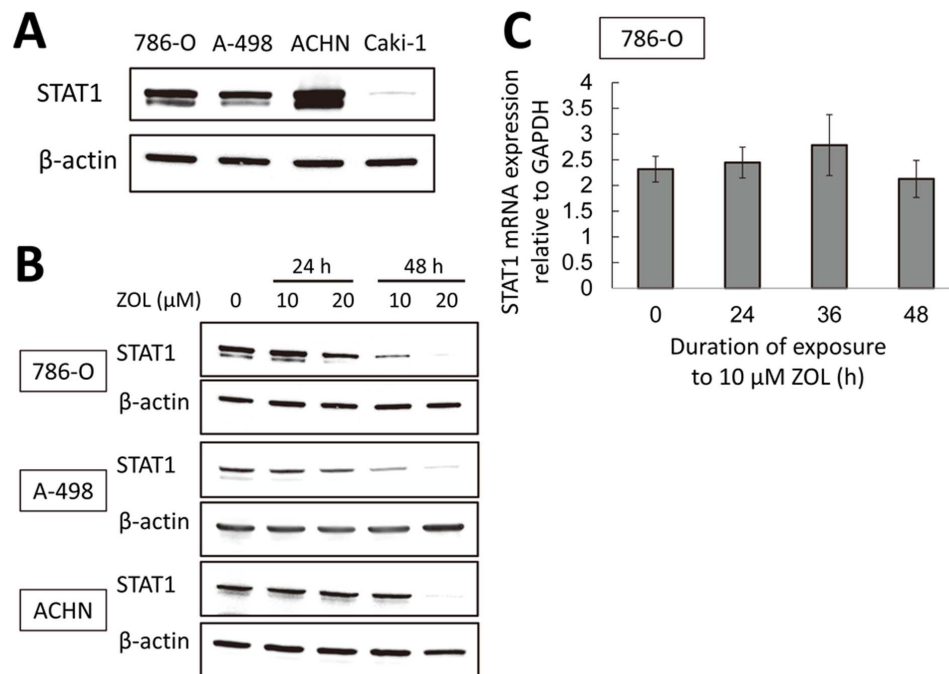 A
786-O A-498 ACHN Caki-1
STAT1
β-actin
B
24 h 48 h
ZOL (μM) 0 10 20 10 20
786-O
STAT1
β-actin
A-498
STAT1
β-actin
ACHN
STAT1
β-actin
C
786-O
STAT1 mRNA expression
relative to GAPDH
4
3.5
3
2.5
2
1.5
1
0.5
0
0 24 36 48
Duration of exposure
to 10 μM ZOL (h)